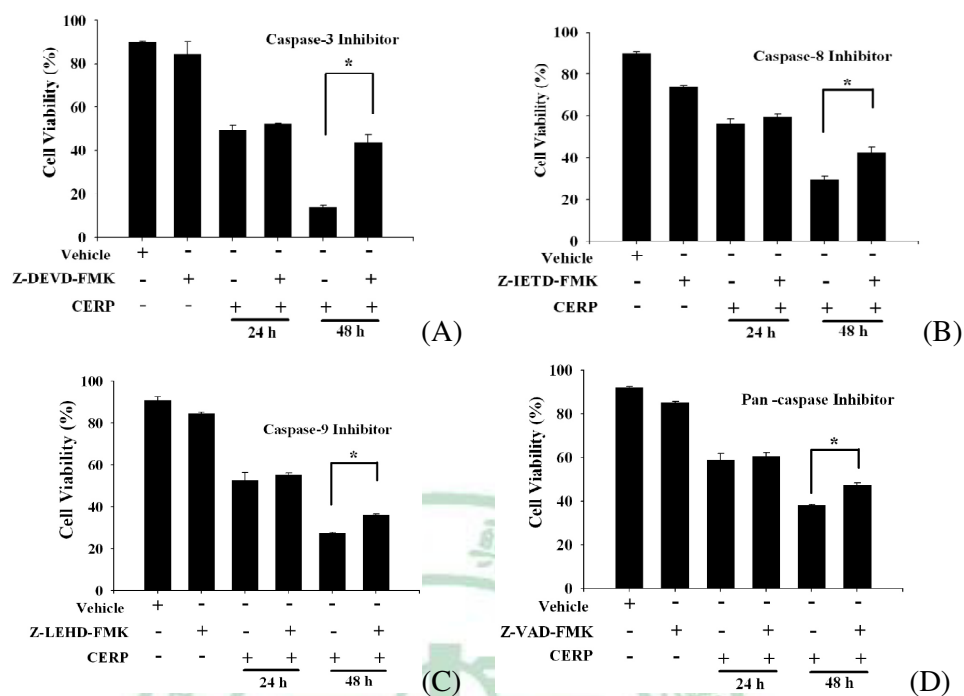 100
80
60
40
20
0
Cell Viability (%)
Caspase-3 Inhibitor
*
Vehicle + - - - - -
Z-DEVD-FMK - + - + - +
CERP - - + + + +
24 h 48 h
(A)
100
80
60
40
20
0
Cell Viability (%)
Caspase-8 Inhibitor
*
Vehicle + - - - - -
Z-IETD-FMK - + - + - +
CERP - - + + + +
24 h 48 h
(B)
100
80
60
40
20
0
Cell Viability (%)
Caspase-9 Inhibitor
*
Vehicle + - - - - -
Z-LEHD-FMK - + - + - +
CERP - - + + + +
24 h 48 h
(C)
100
80
60
40
20
0
Cell Viability (%)
Pan -caspase Inhibitor
*
Vehicle + - - - - -
Z-VAD-FMK - + - + - +
CERP - - + + + +
24 h 48 h
(D)